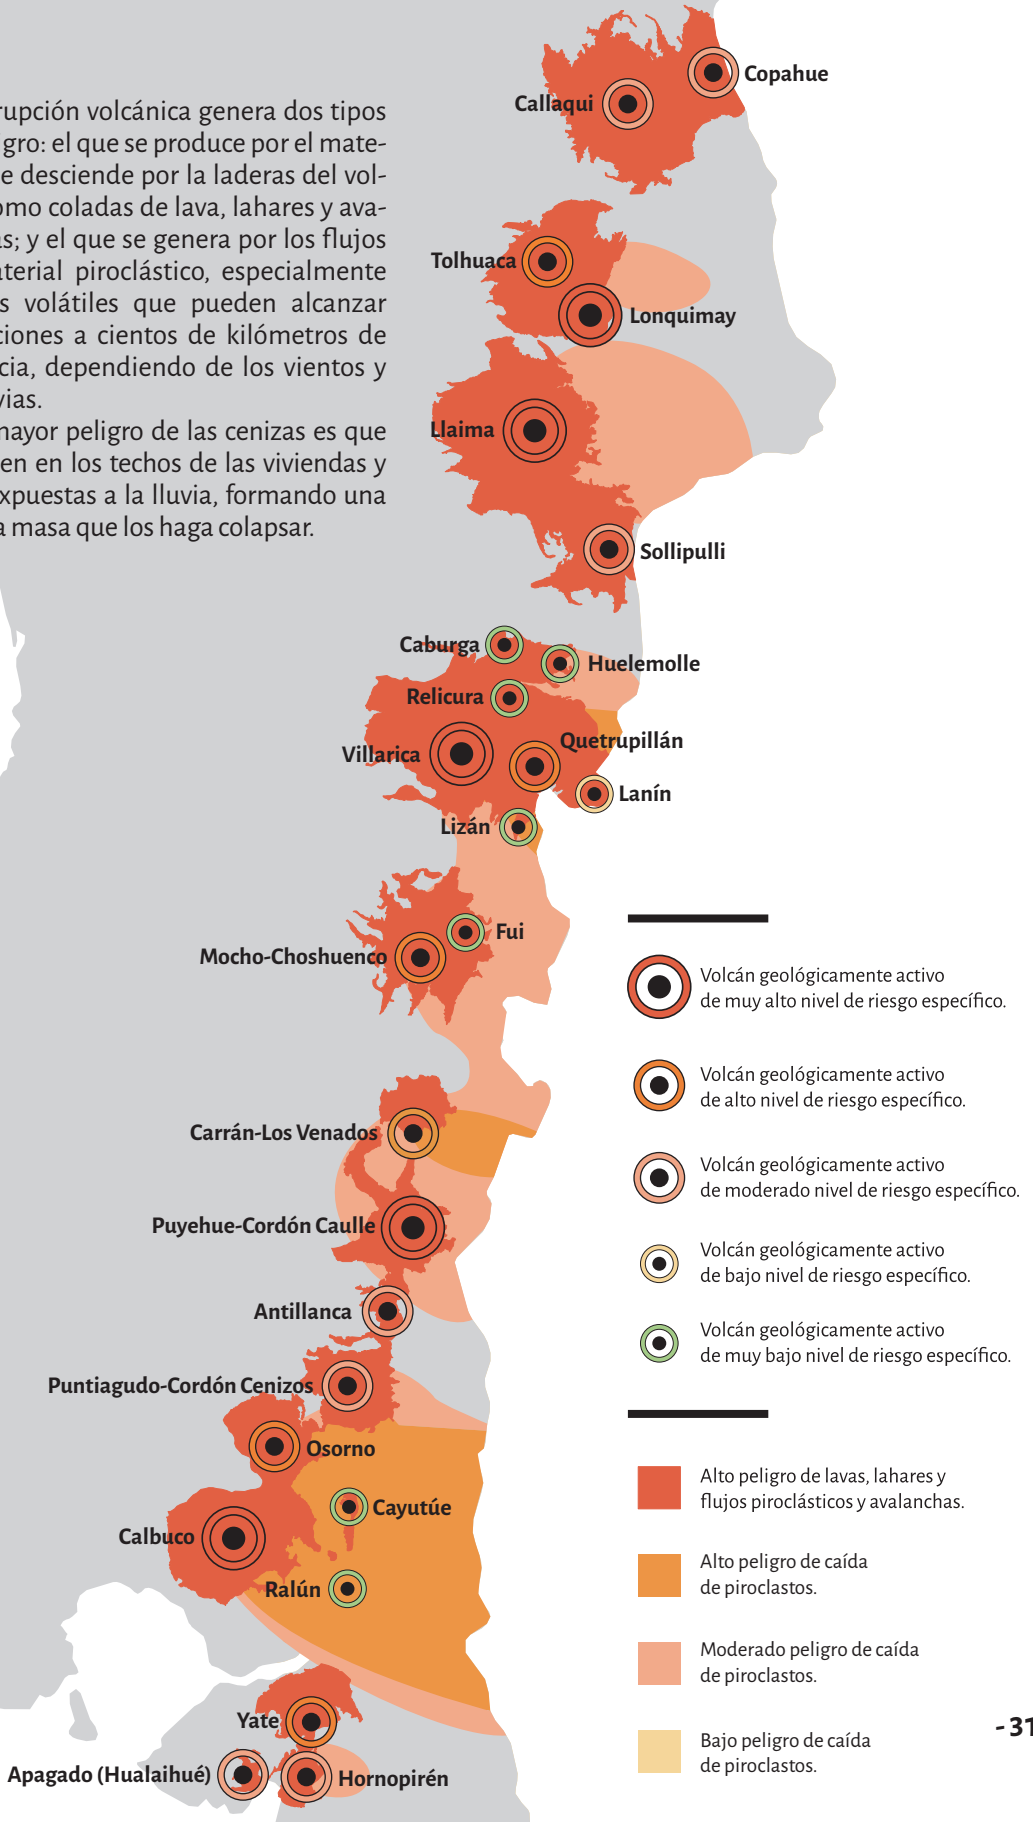 rupción volcánica genera dos tipos
gro: el que se produce por el mate-
e desciende por la laderas del vol-
omo coladas de lava, lahares y ava-
s; y el que se genera por los flujos
aterial piroclástico, especialmente
s volátiles que pueden alcanzar
ciones a cientos de kilómetros de
cia, dependiendo de los vientos y
vias.
mayor peligro de las cenizas es que
en en los techos de las viviendas y
xpuestas a la lluvia, formando una
a masa que los haga colapsar.
Copahue
Callaqui
Tolhuaca
Lonquimay
Llaima
Sollipulli
Caburga
Huelemolle
Relicura
Quetrupillán
Villarica
Lanín
Lizán
Fui
Mocho-Choshuenco
Carrán-Los Venados
Puyehue-Cordón Caulle
Antillanca
Puntiagudo-Cordón Cenizos
Osorno
Cayutúe
Calbuco
Ralún
Yate
Apagado (Hualaihué)
Hornopirén
Volcán geológicamente activo
de muy alto nivel de riesgo específico.
Volcán geológicamente activo
de alto nivel de riesgo específico.
Volcán geológicamente activo
de moderado nivel de riesgo específico.
Volcán geológicamente activo
de bajo nivel de riesgo específico.
Volcán geológicamente activo
de muy bajo nivel de riesgo específico.
Alto peligro de lavas, lahares y
flujos piroclásticos y avalanchas.
Alto peligro de caída
de piroclastos.
Moderado peligro de caída
de piroclastos.
Bajo peligro de caída
de piroclastos.
- 31